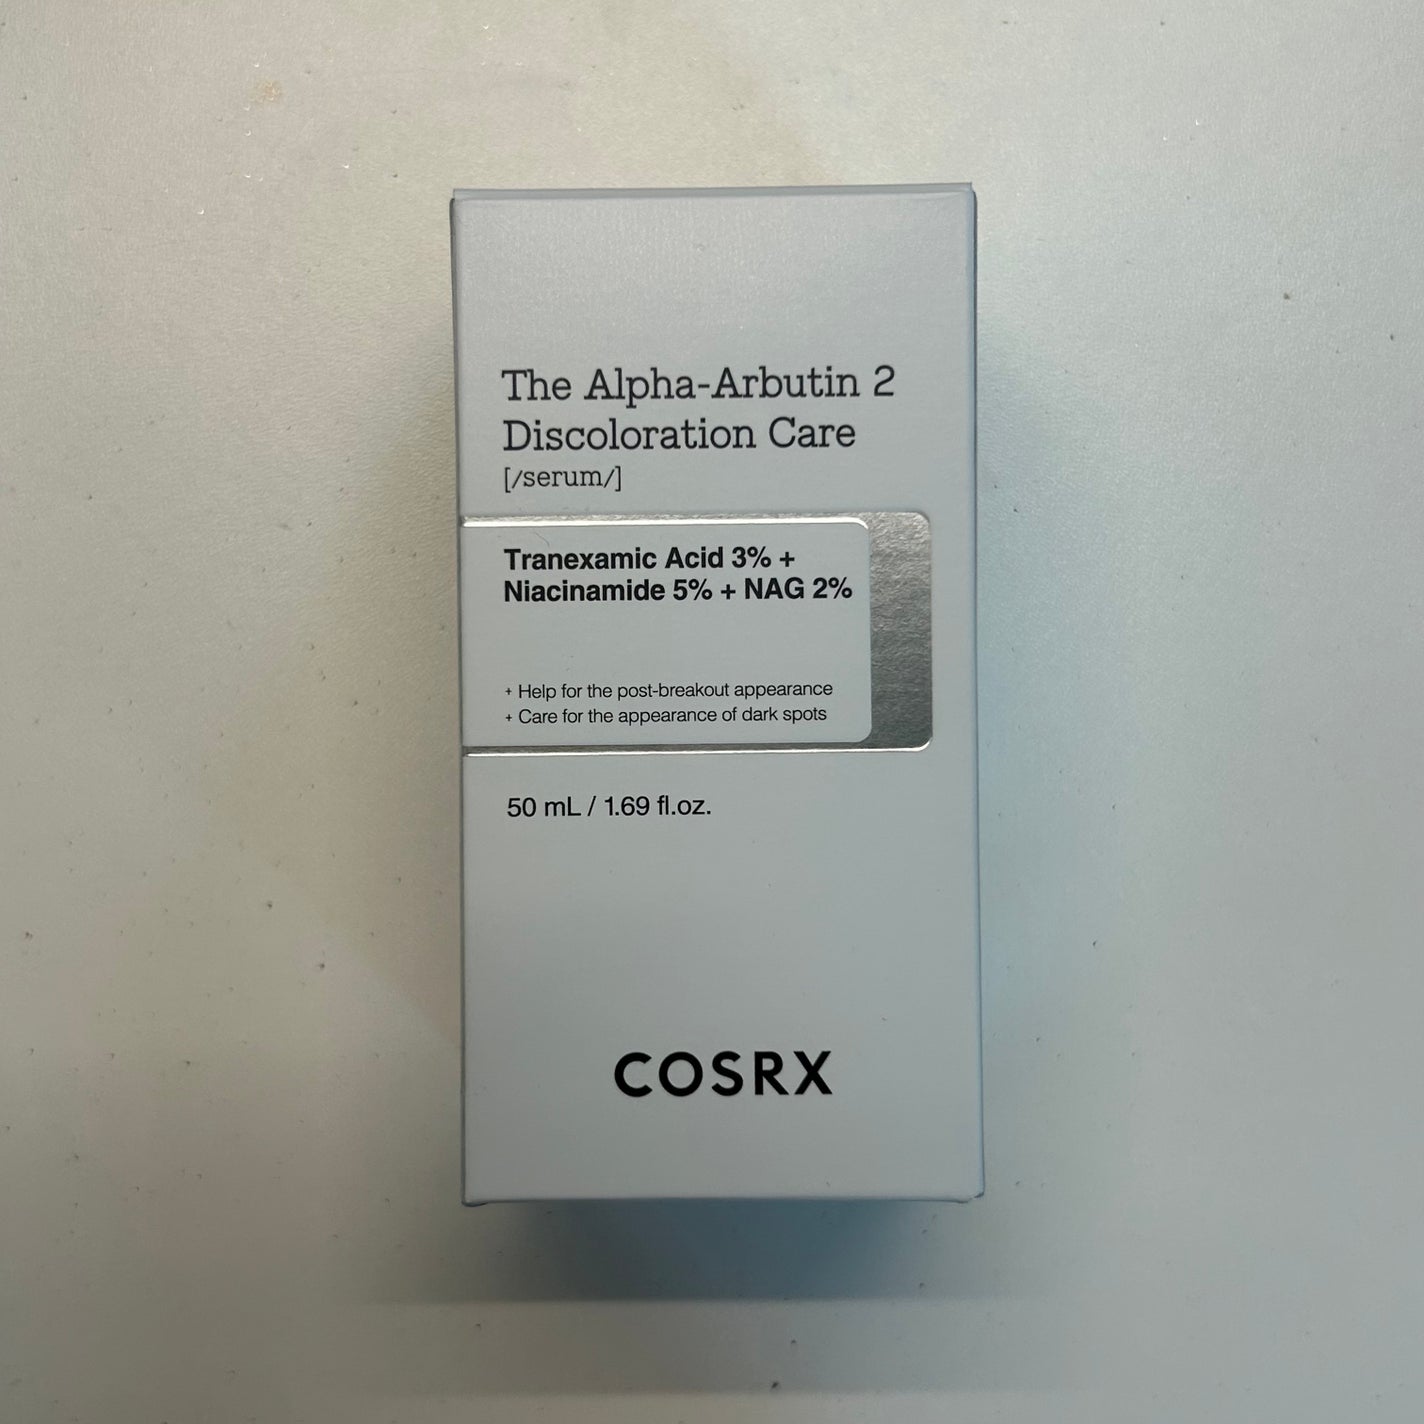 The Alpha-Arbutin 2
Discoloration Care
[/serum/]
Tranexamic Acid 3% +
Niacinamide 5% + NAG 2%
+ Help for the post-breakout appearance
+ Care for the appearance of dark spots
50 mL / 1.69 fl.oz.
COSRX